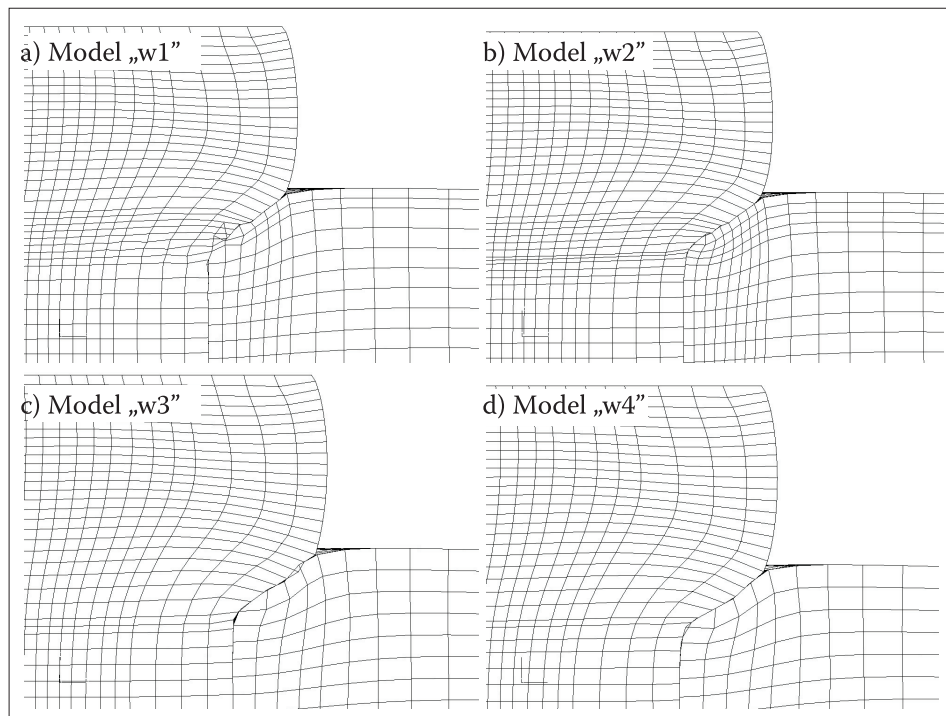 a) Model „w1”
b) Model „w2”
c) Model „w3”
d) Model „w4”